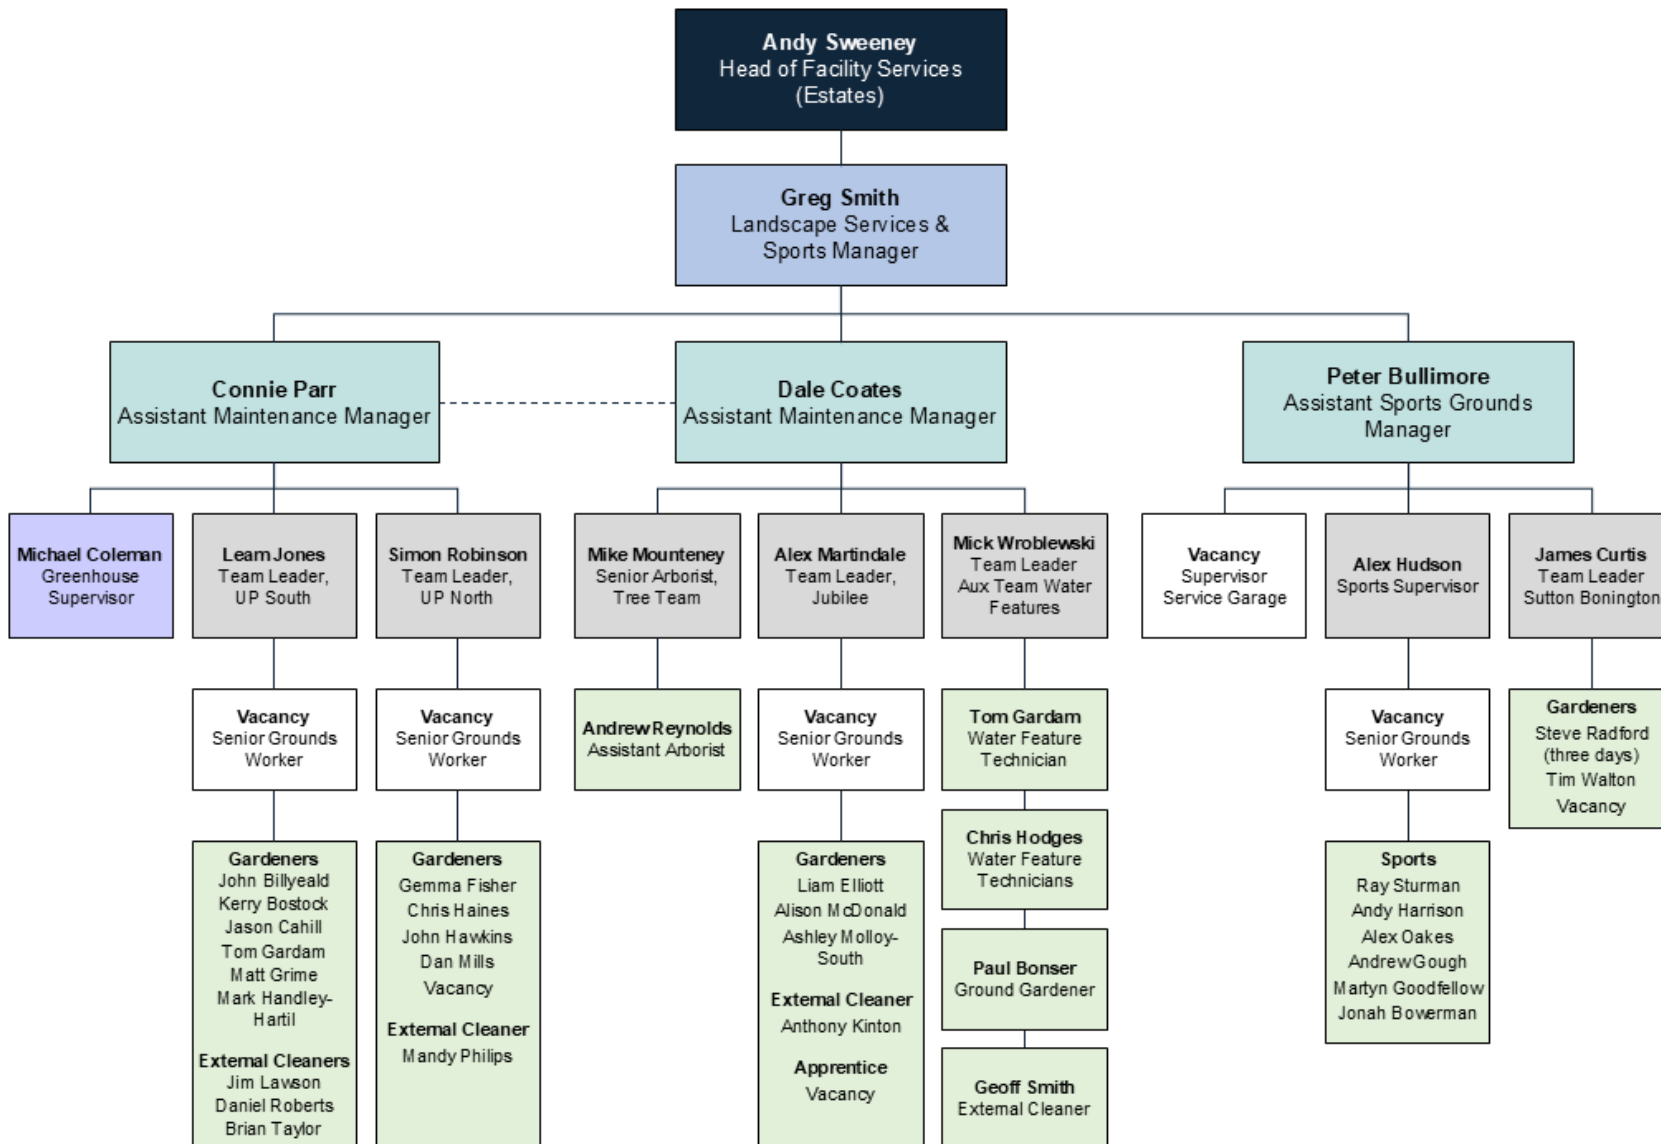 Andy Sweeney
Head of Facility Services
(Estates)
Greg Smith
Landscape Services &
Sports Manager
Connie Parr
Assistant Maintenance Manager
Dale Coates
Assistant Maintenance Manager
Peter Bullimore
Assistant Sports Grounds
Manager
Michael Coleman
Greenhouse
Supervisor
Leam Jones
Team Leader,
UP South
Simon Robinson
Team Leader,
UP North
Mike Mounteney
Senior Arborist,
Tree Team
Alex Martindale
Team Leader,
Jubilee
Mick Wroblewski
Team Leader
Aux Team Water
Features
Vacancy
Supervisor
Service Garage
Alex Hudson
Sports Supervisor
James Curtis
Team Leader
Sutton Bonington
Vacancy
Senior Grounds
Worker
Vacancy
Senior Grounds
Worker
Andrew Reynolds
Assistant Arborist
Vacancy
Senior Grounds
Worker
Tom Gardam
Water Feature
Technician
Vacancy
Senior Grounds
Worker
Gardeners
Steve Radford
(three days)
Tim Walton
Vacancy
Gardeners
John Billyeald
Kerry Bostock
Jason Cahill
Tom Gardam
Matt Grime
Mark Handley-
Hartil
External Cleaners
Jim Lawson
Daniel Roberts
Brian Taylor
Gardeners
Gemma Fisher
Chris Haines
John Hawkins
Dan Mills
Vacancy
External Cleaner
Mandy Philips
Gardeners
Liam Elliott
Alison McDonald
Ashley Molloy-
South
External Cleaner
Anthony Kinton
Apprentice
Vacancy
Chris Hodges
Water Feature
Technicians
Paul Bonser
Ground Gardener
Geoff Smith
External Cleaner
Sports
Ray Sturman
Andy Harrison
Alex Oakes
Andrew Gough
Martyn Goodfellow
Jonah Bowerman